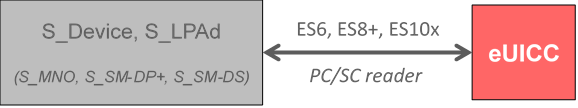 S_Device, S_LPAd
(S_MNO, S_SM-DP+, S_SM-DS)
ES6, ES8+, ES10x
PC/SC reader
eUICC